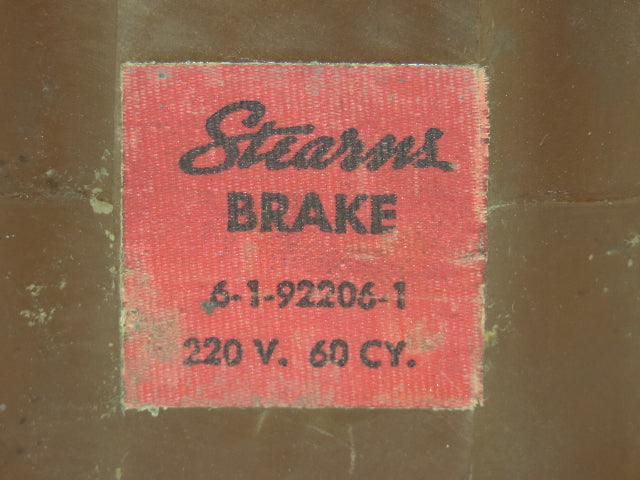 Stearns
BRAKE
6-1-92206-1
220 V. 60 CY.